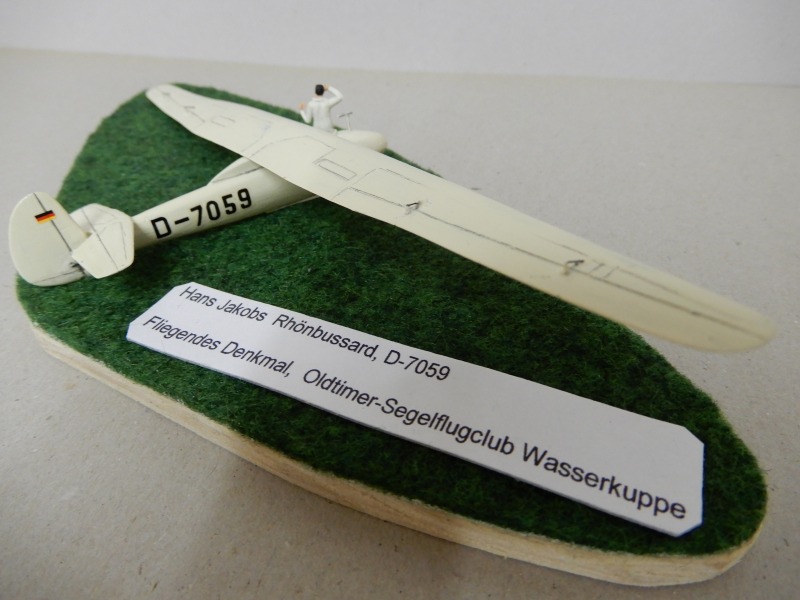 D-7059
Hans Jakobs Rhönbussard, D-7059
Fliegendes Denkmal, Oldtimer-Segelflugclub Wasserkuppe